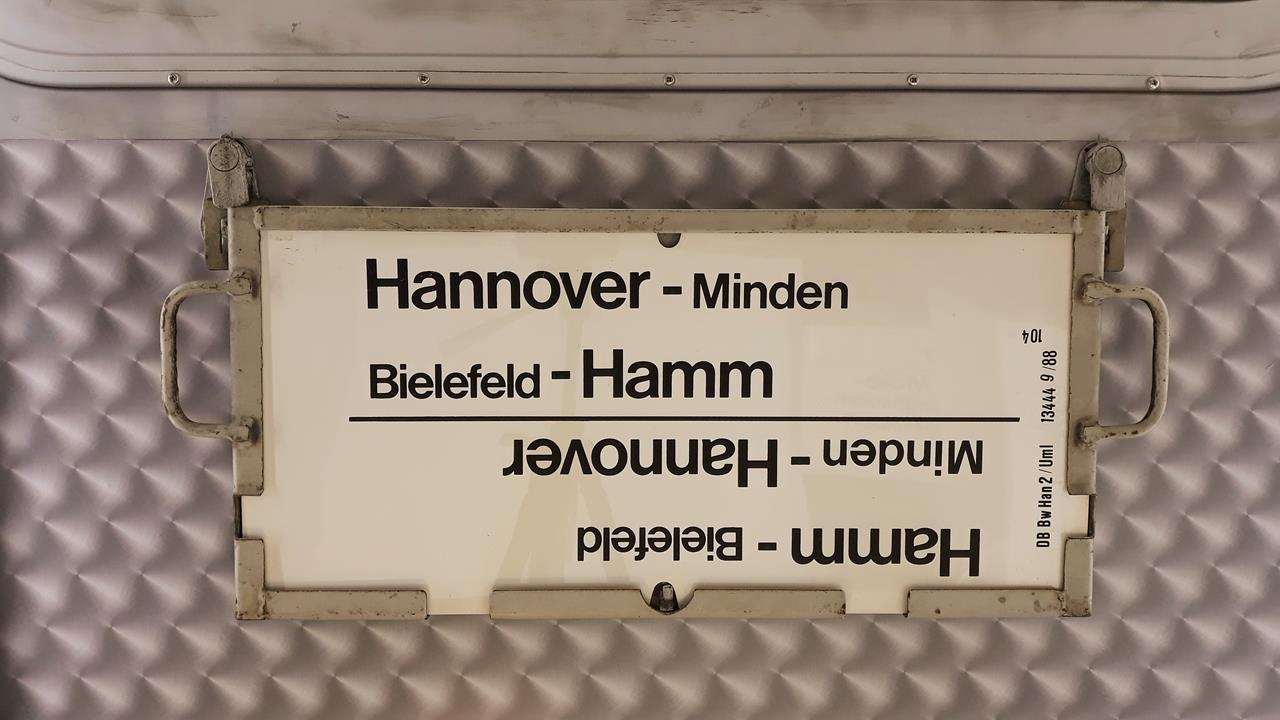 Hannover - Minden
Bielefeld - Hamm
Hamm - Bielefeld
Minden - Hannover
DB Bw Han 2 / Uml 13444 9/88
104